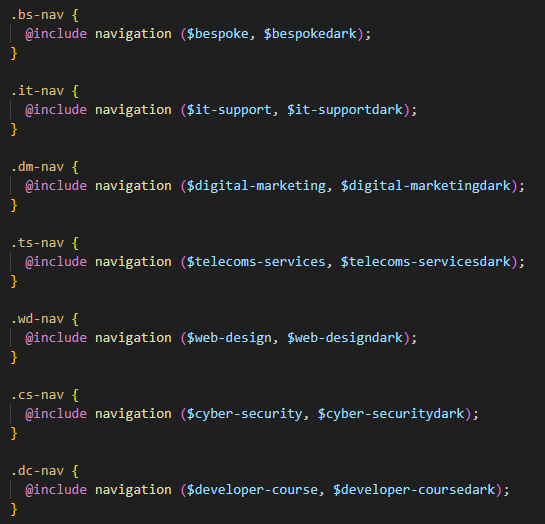 .bs-nav {
@include navigation ($bespoke, $bespokedark);
}
.it-nav {
@include navigation ($it-support, $it-supportdark);
}
.dm-nav {
@include navigation ($digital-marketing, $digital-marketingdark);
}
.ts-nav {
@include navigation ($telecoms-services, $telecoms-servicesdark);
}
.wd-nav {
@include navigation ($web-design, $web-designdark);
}
.cs-nav {
@include navigation ($cyber-security, $cyber-securitydark);
}
.dc-nav {
@include navigation ($developer-course, $developer-coursedark);
}